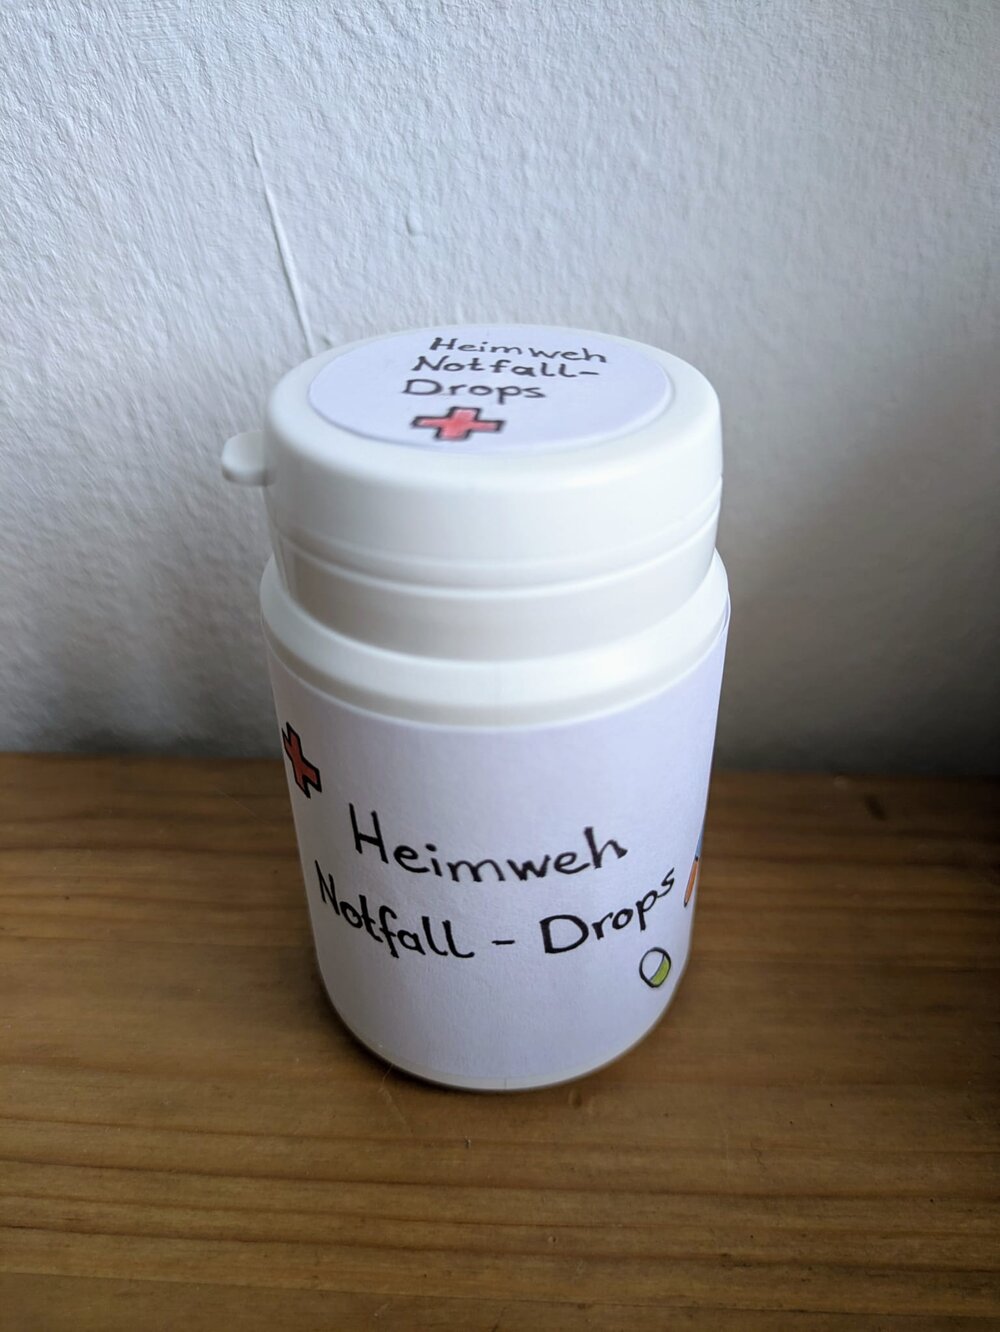 Heimweh
Notfall-
Drops
Heimweh
Notfall - Drops